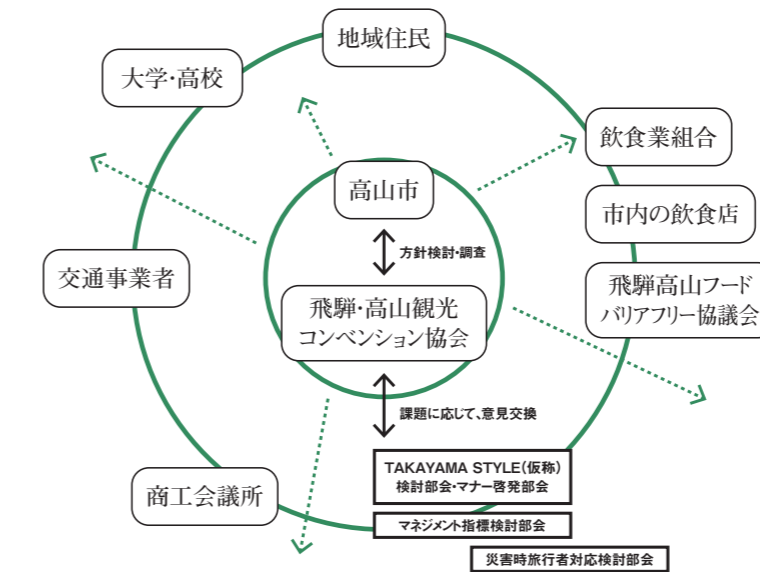 地域住民
大学・高校
飲食業組合
高山市
市内の飲食店
方針検討・調査
交通事業者
飛騨高山フード
バリアフリー協議会
飛騨・高山観光
コンベンション協会
課題に応じて、意見交換
TAKAYAMA STYLE(仮称)
検討部会・マナー啓発部会
商工会議所
マネジメント指標検討部会
災害時旅行者対応検討部会